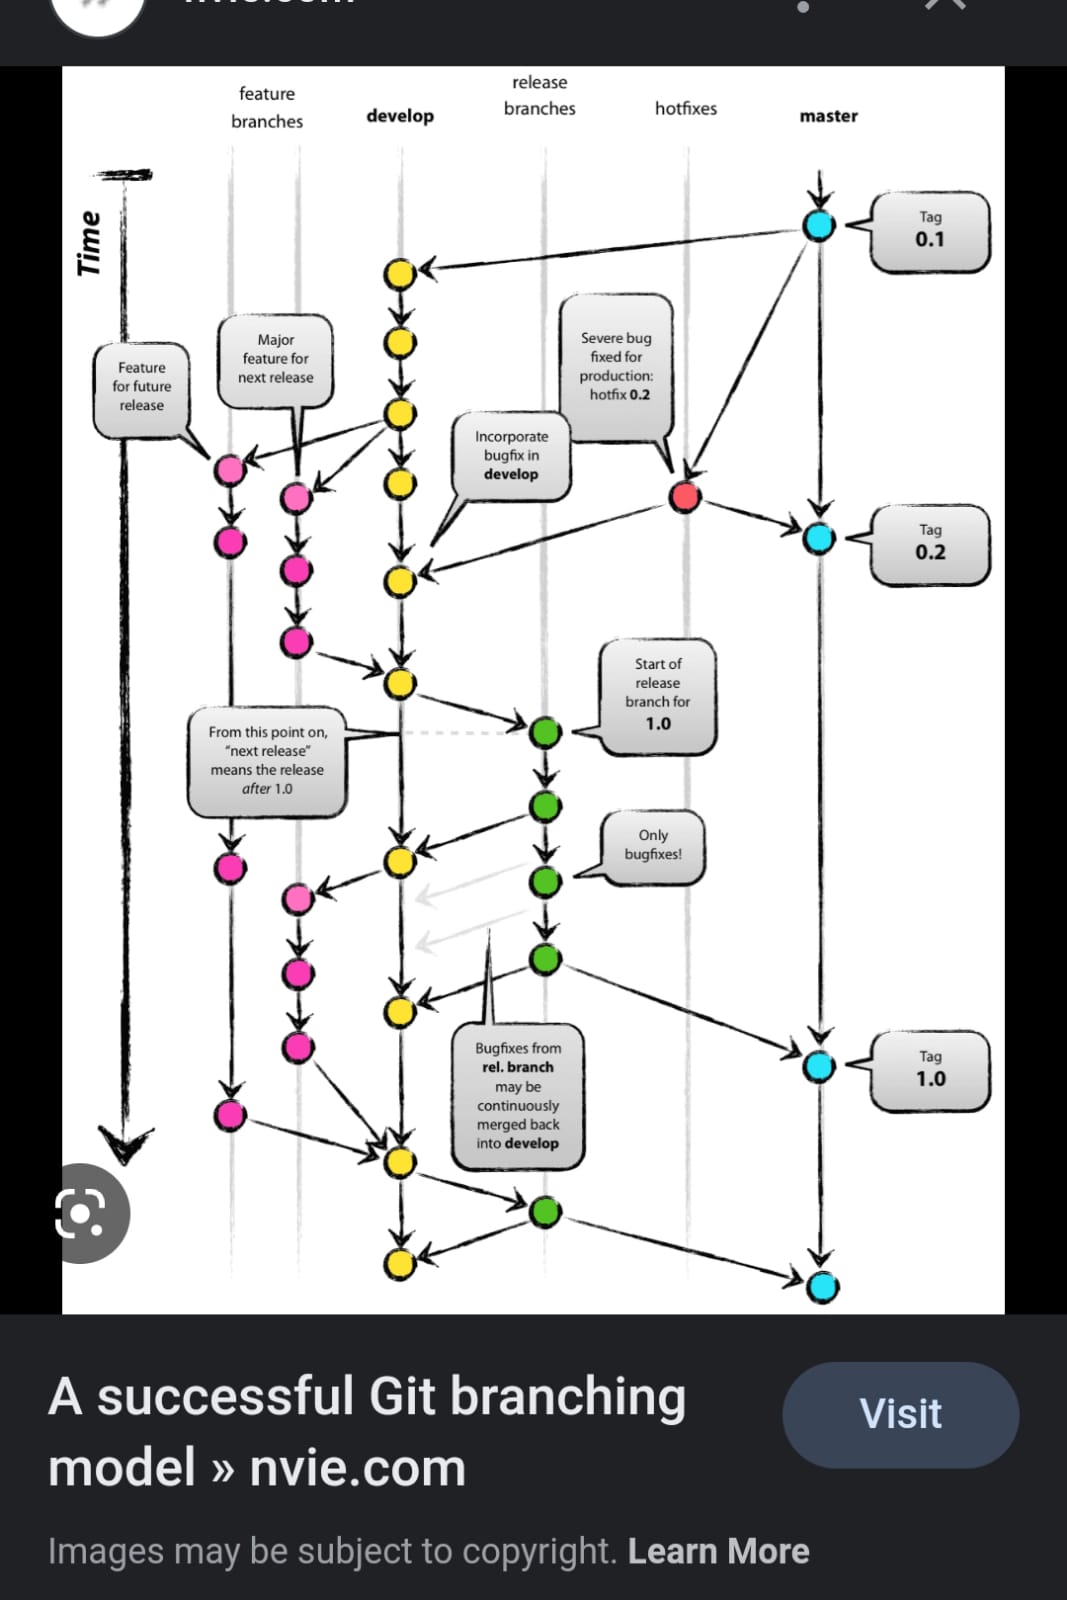 feature
branches
develop
release
branches
hotfixes
master
Time
Tag
0.1
Feature
for future
release
Major
feature for
next release
Severe bug
fixed for
production:
hotfix 0.2
Incorporate
bugfix in
develop
Tag
0.2
Start of
release
branch for
1.0
From this point on,
“next release”
means the release
after 1.0
Only
bugfixes!
Bugfixes from
rel. branch
may be
continuously
merged back
into develop
Tag
1.0
A successful Git branching
model » nvie.com
Visit
Images may be subject to copyright. Learn More